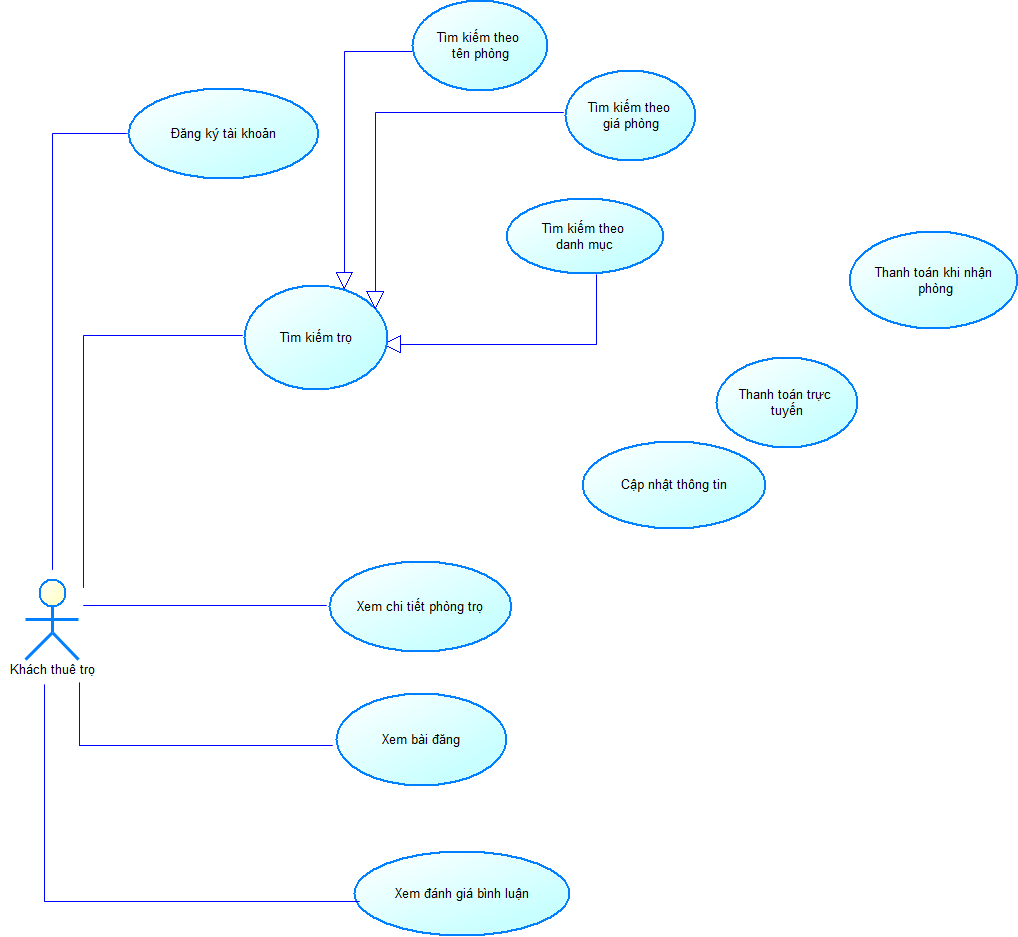 Tìm kiếm theo
tên phòng
Tìm kiếm theo
giá phòng
Đăng ký tài khoản
Tìm kiếm theo
danh mục
Thanh toán khi nhận
phòng
Tìm kiếm trọ
Thanh toán trực
tuyến
Cập nhật thông tin
Xem chi tiết phòng trọ
Khách thuê trọ
Xem bài đăng
Xem đánh giá bình luận